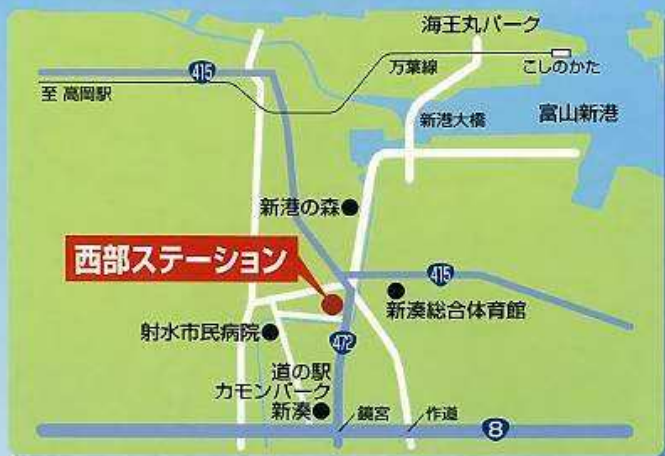 海王丸パーク
415
万葉線
こしのかた
至 高岡駅
新港大橋
富山新港
新港の森
西部ステーション
415
新湊総合体育館
射水市民病院
472
道の駅
カモンパーク
新湊
鏡宮
作道
8